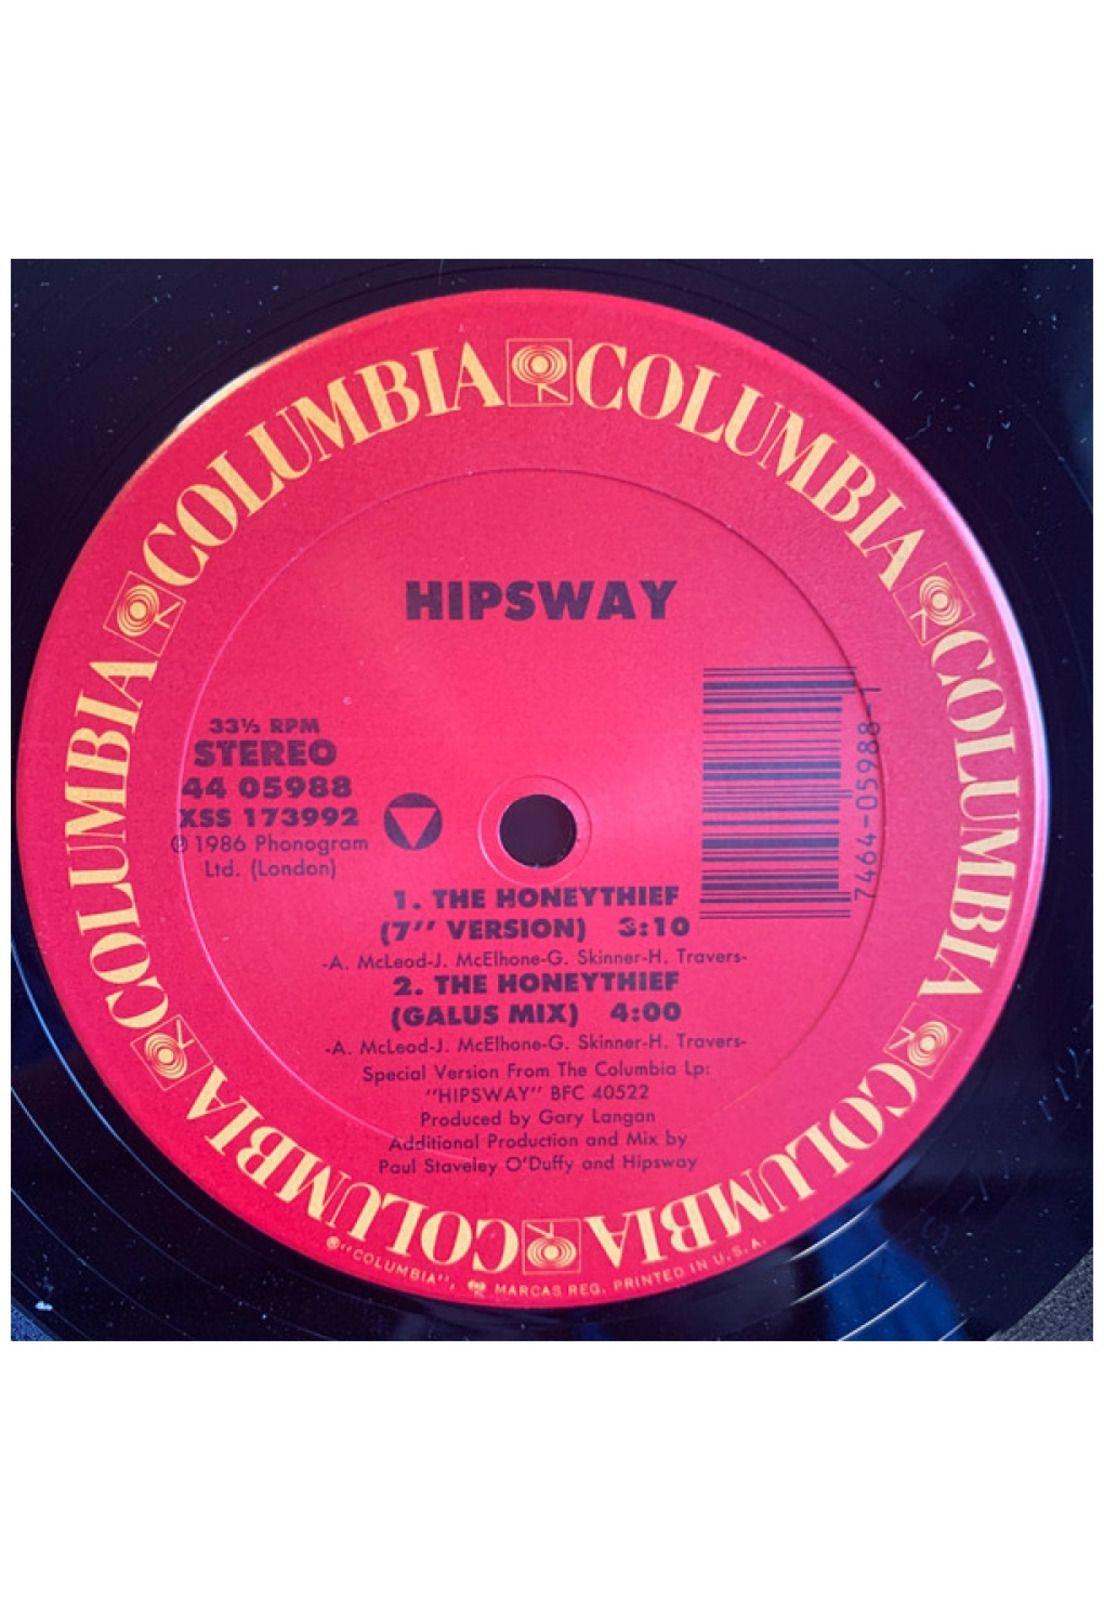 COLUMBIA COLUMBIA COLUMBIA COLUMBIA COLUMBIA COLUMBIA COLUMBIA
HIPSWAY
33⅓ RPM
STEREO
44 05988
XSS 173992
℗ 1986 Phonogram
Ltd. (London)
7464-05988-1
1. THE HONEYTHIEF
(7'' VERSION) 3:10
-A. McLeod-J. McElhone-G. Skinner-H. Travers-
2. THE HONEYTHIEF
(GALUS MIX) 4:00
-A. McLeod-J. McElhone-G. Skinner-H. Travers-
Special Version From The Columbia Lp:
"HIPSWAY" BFC 40522
Produced by Gary Langan
Additional Production and Mix by
Paul Staveley O'Duffy and Hipsway
®"COLUMBIA", MARCAS REG. PRINTED IN U.S.A.